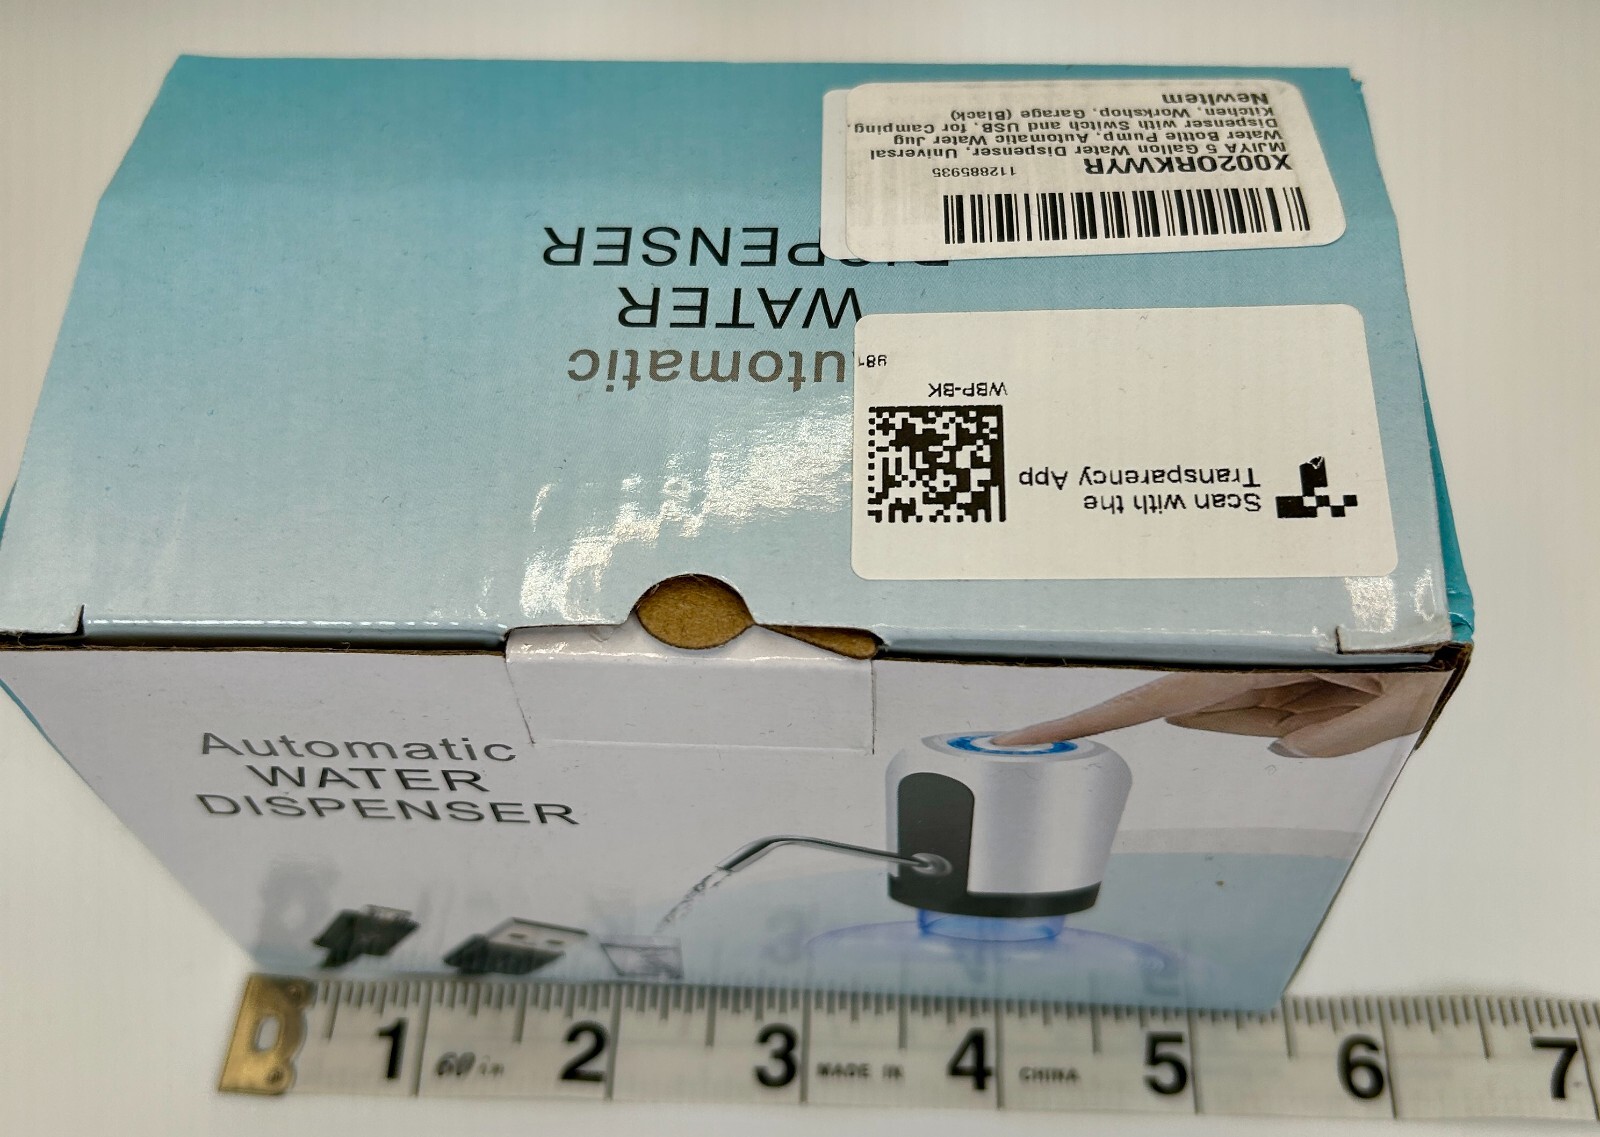 Automatic
WATER
DISPENSER
Scan with the
Transparency App
WBP-BK
X002QRKWYR
112885935
MJIYA 5 Gallon Water Dispenser, Universal
Water Bottle Pump, Automatic Water Jug
Dispenser with Switch and USB, for Camping,
Kitchen, Workshop, Garage (Black)
NewItem
Automatic
WATER
DISPENSER
1 60 in 2 3 MADE IN 4 CHINA 5 6 7